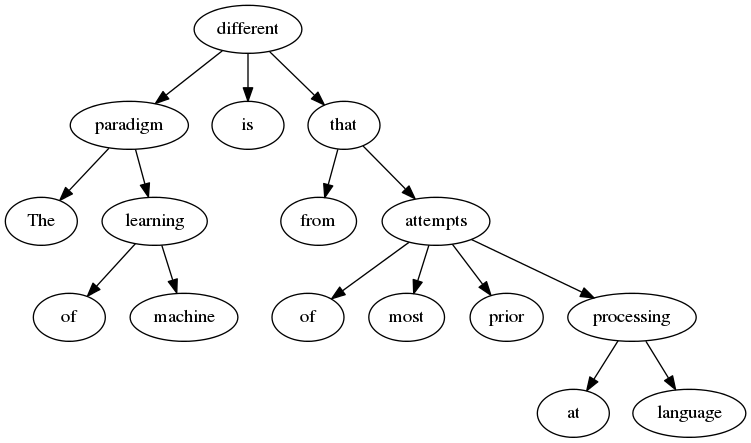 different
paradigm is that
The learning from attempts
of machine of most prior processing
at language